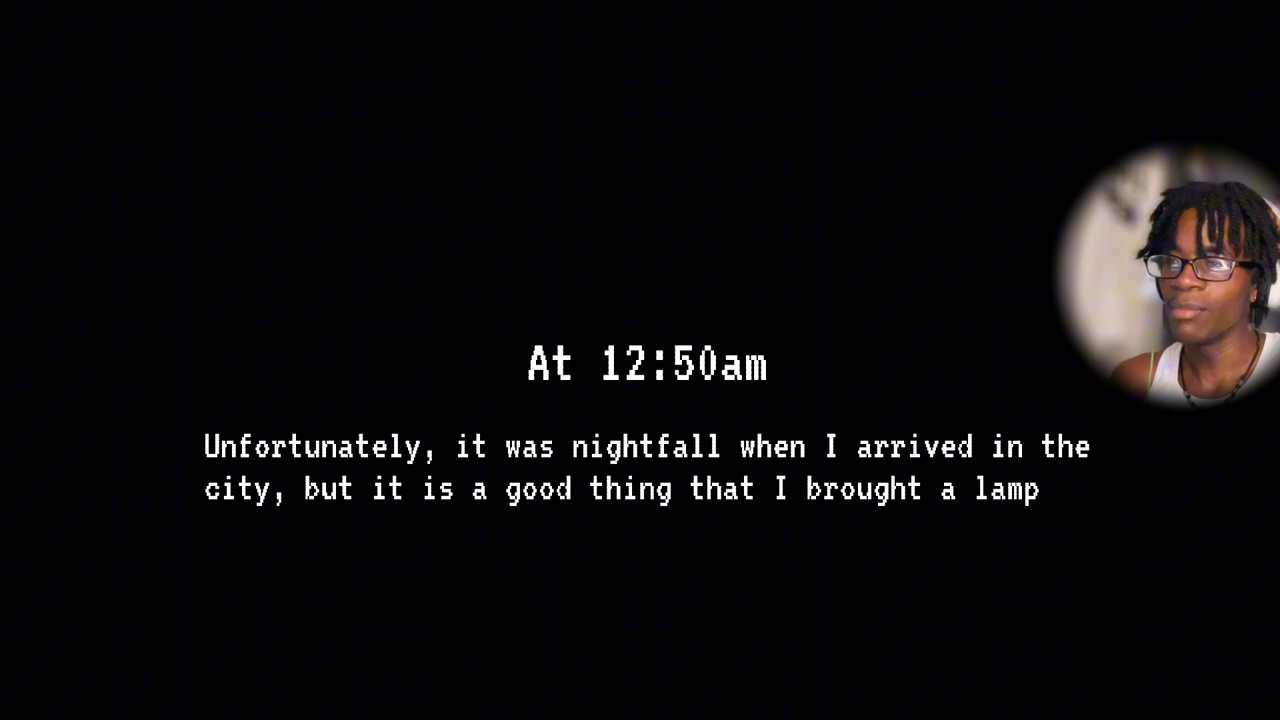 At 12:50am
Unfortunately, it was nightfall when I arrived in the
city, but it is a good thing that I brought a lamp